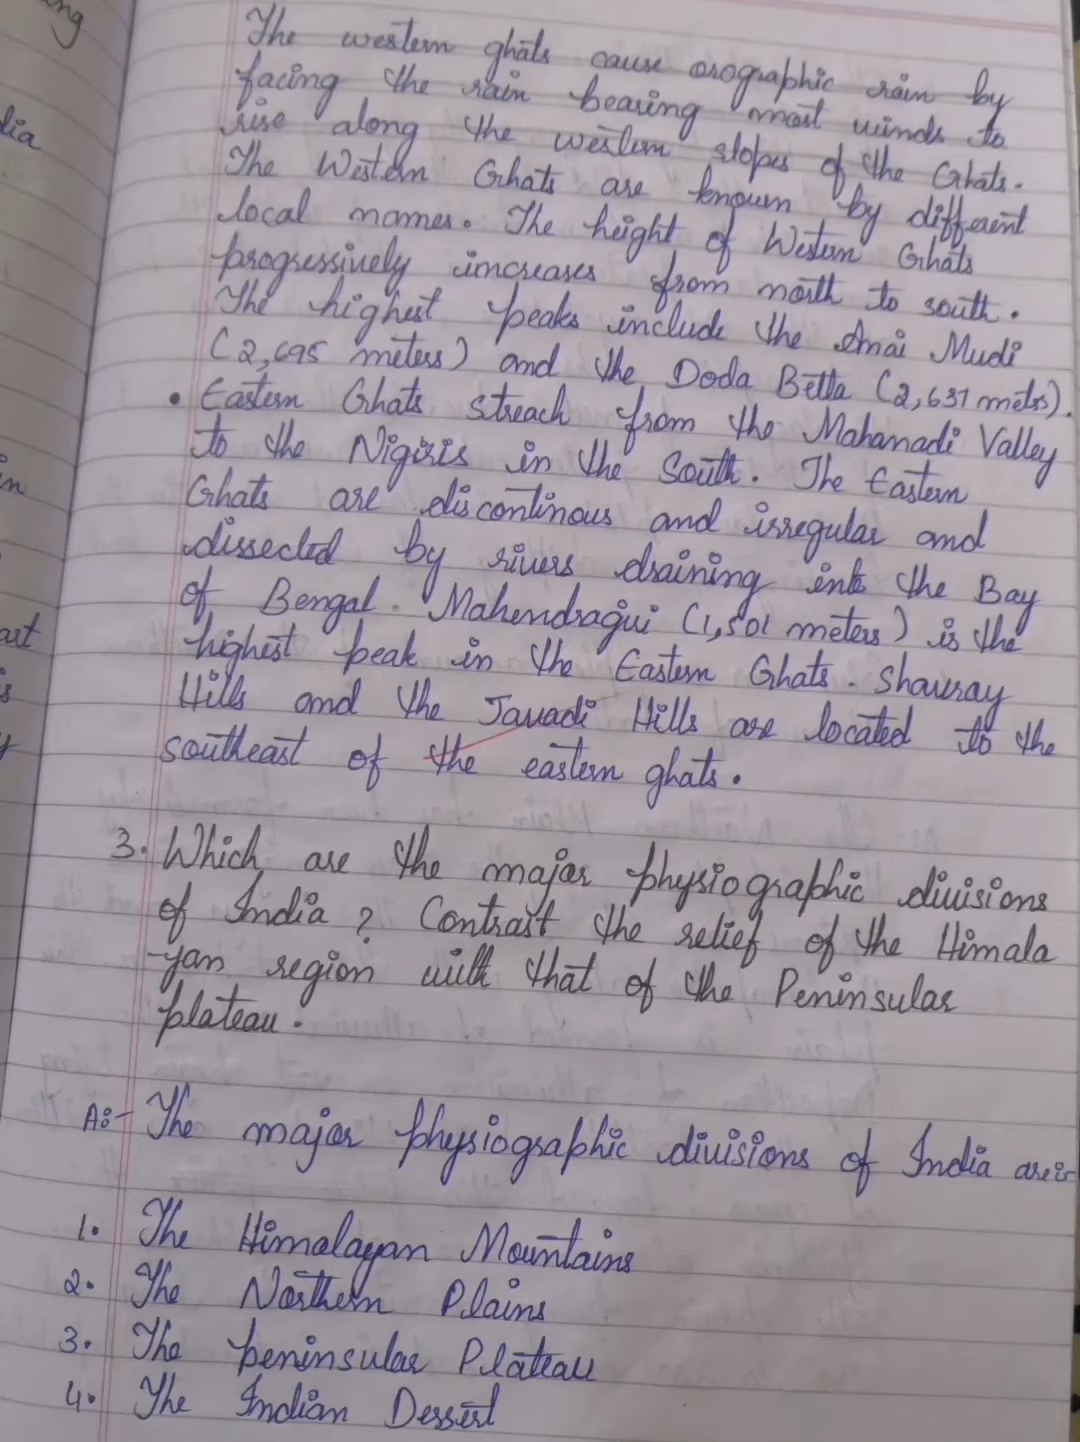 ng
The western ghats cause orographic rain by
facing the rain bearing moist winds to
lia
rise along the western slopes of the Ghats.
The Western Ghats are known by different
local names. The height of Western Ghats
progressively increases from north to south.
The highest peaks include the Anai Mudi
(2,695 meters) and the Doda Betta (2,637 metrs).
• Eastern Ghats streach from the Mahanadi Valley
to the Nigiris in the South. The Eastern
in
Ghats are discontinous and irregular and
dissected by rivers draining into the Bay
of Bengal. Mahendragiri (1,501 meters) is the
art
highest peak in the Eastern Ghats. Shavray
is
Hills and the Javadi Hills are located to the
y
southeast of the eastern ghats.
3. Which are the major physiographic divisions
of India ? Contrast the relief of the Himala
-yan region with that of the Peninsular
plateau.
A:- The major physiographic divisions of India are:-
1. The Himalayan Mountains
2. The Northern Plains
3. The peninsular Plateau
4. The Indian Dessert